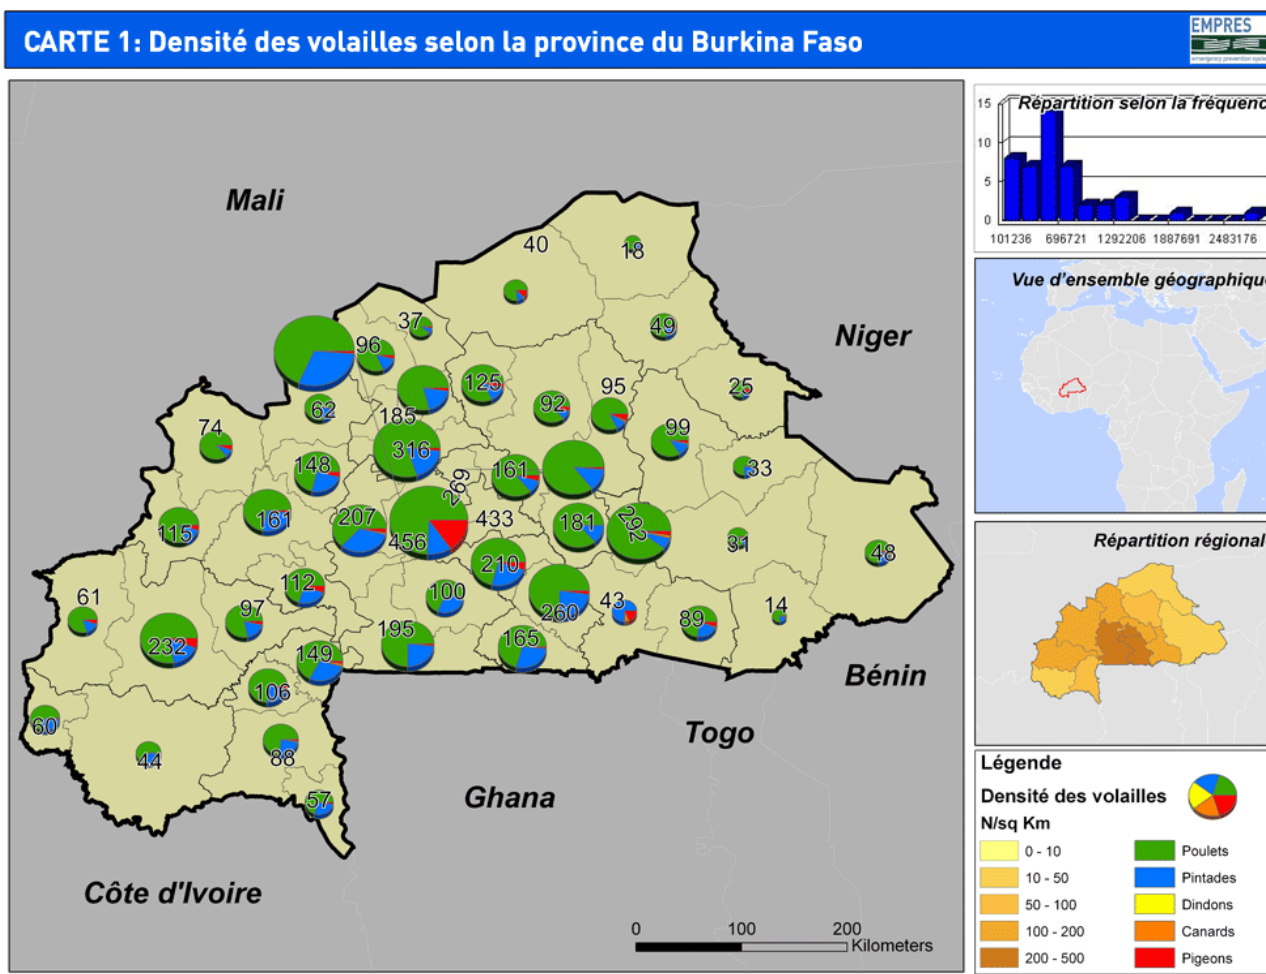 CARTE 1: Densité des volailles selon la province du Burkina Faso
EMPRES
Répartition selon la fréquenc
15
10
5
0
101236 696721 1292206 1887691 2483176
Vue d'ensemble géographique
Répartition régional
Mali
Niger
Bénin
Togo
Ghana
Côte d'Ivoire
40
18
37
49
96
125
95
25
62
185
92
74
316
99
148
161
269
33
161
207
433
181
292
115
456
31
48
210
112
100
61
97
260
43
14
89
195
232
165
149
106
60
44
88
57
0 100 200
Kilometers
Légende
Densité des volailles
N/sq Km
0 - 10 Poulets
10 - 50 Pintades
50 - 100 Dindons
100 - 200 Canards
200 - 500 Pigeons